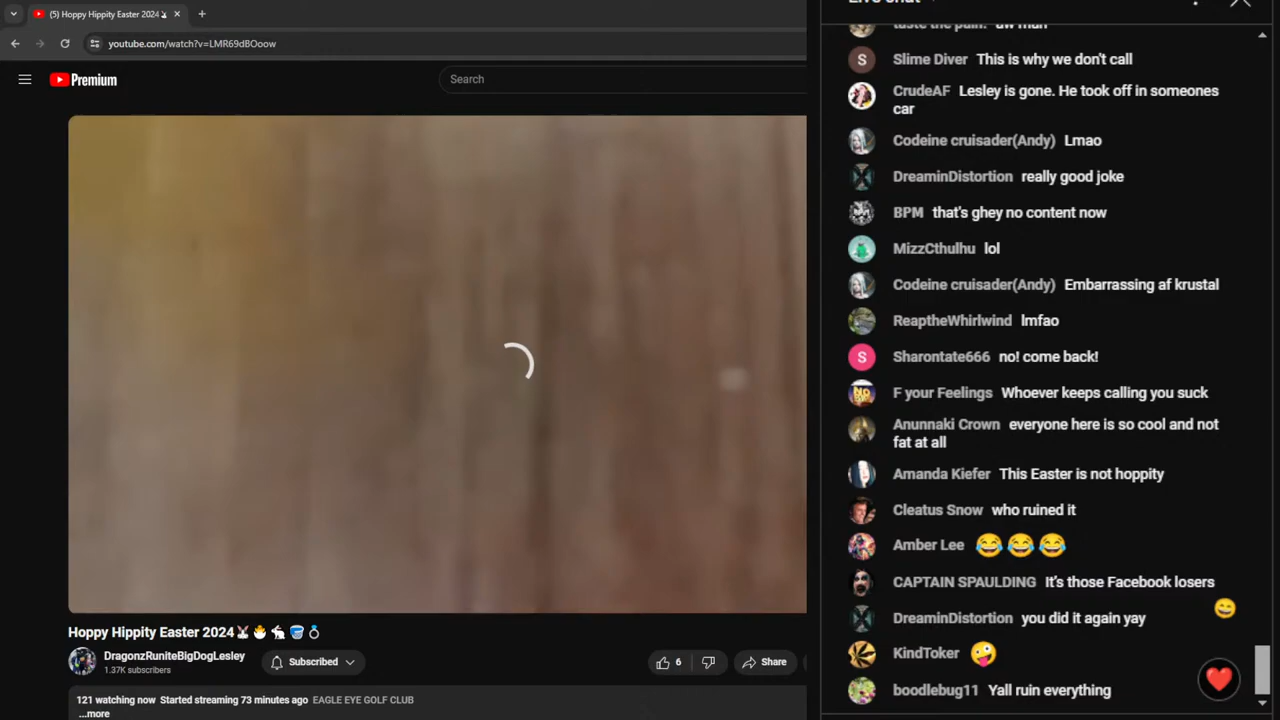 (5) Hoppy Hippity Easter 2024
youtube.com/watch?v=LMR69dBOoow
Premium
Search
Hoppy Hippity Easter 2024
DragonzRuniteBigDogLesley
1.37K subscribers
Subscribed
6
Share
121 watching now Started streaming 73 minutes ago EAGLE EYE GOLF CLUB
...more
Live chat
taste the pain! aw man
Slime Diver This is why we don't call
CrudeAF Lesley is gone. He took off in someones
car
Codeine cruisader(Andy) Lmao
DreaminDistortion really good joke
BPM that's ghey no content now
MizzCthulhu lol
Codeine cruisader(Andy) Embarrassing af krustal
ReaptheWhirlwind lmfao
Sharontate666 no! come back!
F your Feelings Whoever keeps calling you suck
Anunnaki Crown everyone here is so cool and not
fat at all
Amanda Kiefer This Easter is not hoppity
Cleatus Snow who ruined it
Amber Lee 😂😂😂
CAPTAIN SPAULDING It's those Facebook losers
DreaminDistortion you did it again yay
KindToker 🤪
boodlebug11 Yall ruin everything